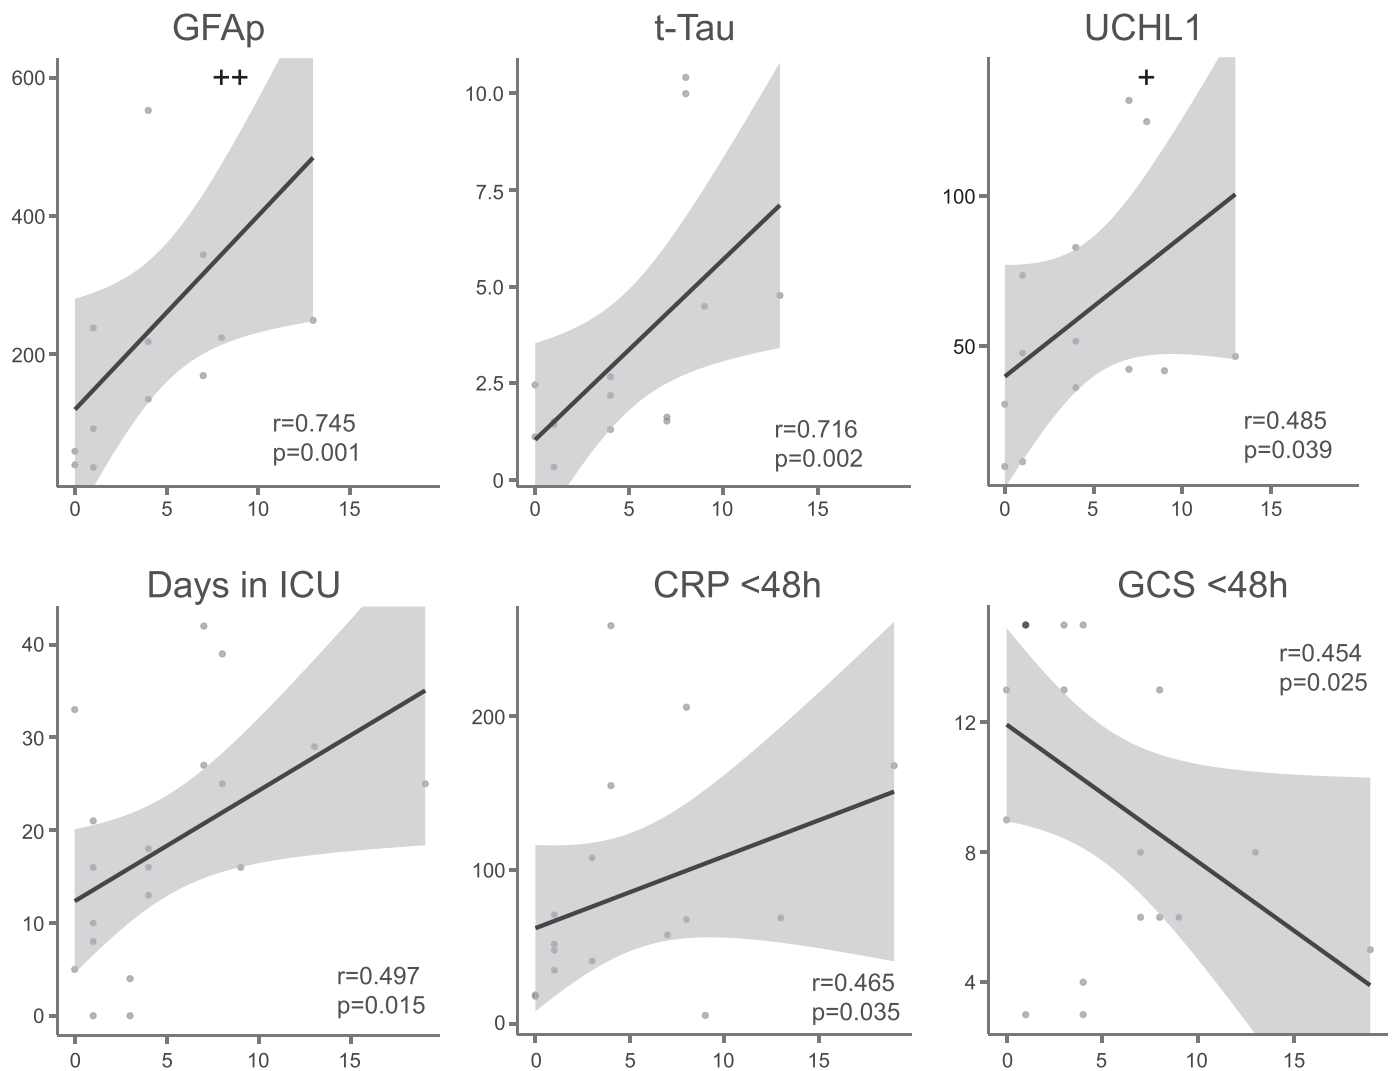 GFAp
t-Tau
UCHL1
600
400
200
++
r=0.745
p=0.001
0 5 10 15
10.0
7.5
5.0
2.5
0
r=0.716
p=0.002
0 5 10 15
100
50
+
r=0.485
p=0.039
0 5 10 15
Days in ICU
CRP <48h
GCS <48h
40
30
20
10
0
r=0.497
p=0.015
0 5 10 15
200
100
0
r=0.465
p=0.035
0 5 10 15
12
8
4
r=0.454
p=0.025
0 5 10 15